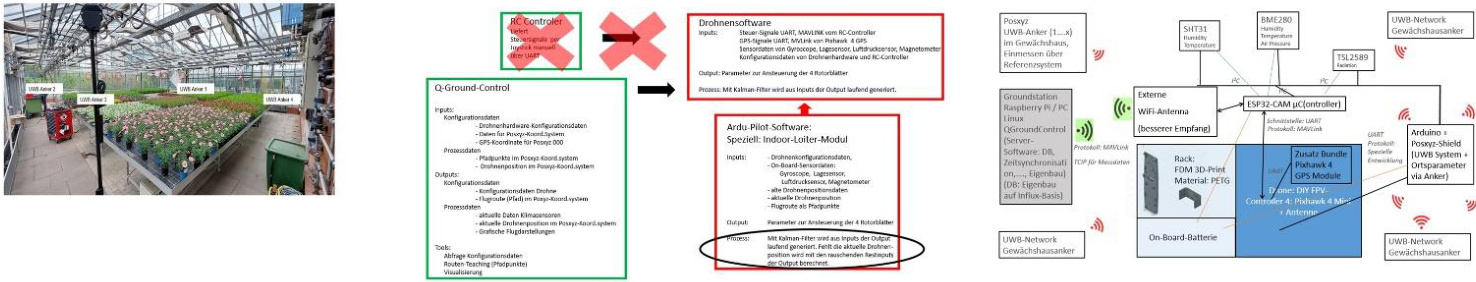 UWB Anker 2
UWB Anker 3
UWB Anker 1
UWB Anker 4
RC Controler
Liefert
Steuersignale per
Joystick manuell
über UART
Drohnensoftware
Inputs: Steuer-Signale UART, MAVLINK vom RC-Controller
GPS-Signale UART, MVLink von Pixhawk 4 GPS
Sensordaten von Gyroscope, Lagesensor, Luftdrucksensor, Magnetometer
Konfigurationsdaten von Drohnenhardware und RC-Controller
Output: Parameter zur Ansteuerung der 4 Rotorblätter
Prozess: Mit Kalman-Filter wird aus Inputs der Output laufend generiert.
Q-Ground-Control
Inputs:
Konfigurationsdaten
- Drohnenhardware-Konfigurationsdaten
- Daten für Posxyz-Koord.System
- GPS-Koordinate für Posxyz 000
Prozessdaten
- Pfadpunkte im Posxyz-Koord.system
- Drohnenposition im Posxyz-Koord.system
Outputs:
Konfigurationsdaten
- Konfigurationsdaten Drohne
- Flugroute (Pfad) im Posyz-Koord.system
Prozessdaten
- aktuelle Daten Klimasensoren
- aktuelle Drohnenposition im Posxyz-Koord.system
- Grafische Flugdarstellungen
Tools:
Abfrage Konfigurationsdaten
Routen-Teaching (Pfadpunkte)
Visualisierung
Ardu-Pilot-Software:
Speziell: Indoor-Loiter-Modul
Inputs: - Drohnenkonfigurationsdaten,
- On-Board-Sensordaten:
Gyroscope, Lagesensor,
Luftdrucksensor, Magnetometer
- alte Drohnenpositionsdaten
- aktuelle Drohnenposition
- Flugroute als Pfadpunkte
Output: Parameter zur Ansteuerung der 4 Rotorblätter
Prozess: Mit Kalman-Filter wird aus Inputs der Output
laufend generiert. Fehlt die aktuelle Drohnen-
position wird mit den rauschenden Restinputs
der Output berechnet.
Posxyz
UWB-Anker (1....x)
im Gewächshaus,
Einmessen über
Referenzsystem
SHT31
Humidity
Temperature
BME280
Humidity
Temperature
Air Pressure
TSL2589
Radiation
UWB-Network
Gewächshausanker
I²C
I²C
I²C
Groundstation
Raspberry Pi / PC
Linux
QGroundControl
(Server-
Software: DB,
Zeitsynchronisati
on,...., Eigenbau)
(DB: Eigenbau
auf Influx-Basis)
Externe
WiFi-Antenna
(besserer Empfang)
ESP32-CAM µC(ontroller)
Schnittstelle: UART
Protokoll: MAVLink
Protokoll: MAVLink
TCIP für Messdaten
UART
Protokoll:
Spezielle
Entwicklung
Arduino +
Posxyz-Shield
(UWB System +
Ortsparameter
via Anker)
Rack:
FDM 3D-Print
Material: PETG
UART
Zusatz Bundle
Pixhawk 4
GPS Module
Drone: DIY FPV-
Controller 4: Pixhawk 4 Mini
+ Antenne
On-Board-Batterie
UWB-Network
Gewächshausanker
UWB-Network
Gewächshausanker